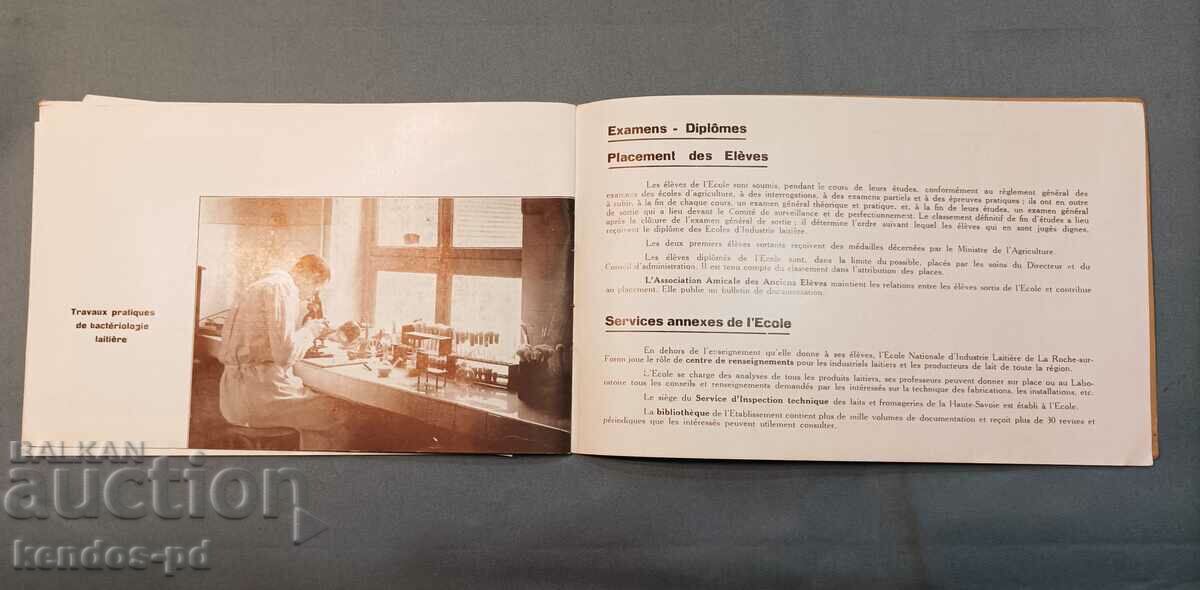 Travaux pratiques
de bactériologie
laitière
Examens - Diplômes
Placement des Elèves
Les élèves de l'Ecole sont soumis, pendant le cours de leurs études, conformément au règlement général des
examens des écoles d'agriculture, à des interrogations, à des examens partiels et à des épreuves pratiques ; ils ont en outre
à subir, à la fin de chaque cours, un examen général théorique et pratique, et, à la fin de leurs études, un examen général
de sortie qui a lieu devant le Comité de surveillance et de perfectionnement. Le classement définitif de fin d'études a lieu
après la clôture de l'examen général de sortie ; il détermine l'ordre suivant lequel les élèves qui en sont jugés dignes,
reçoivent le diplôme des Ecoles d'Industrie laitière.
Les deux premiers élèves sortants reçoivent des médailles décernées par le Ministre de l'Agriculture.
Les élèves diplômés de l'Ecole sont, dans la limite du possible, placés par les soins du Directeur et du
Conseil d'administration. Il est tenu compte du classement dans l'attribution des places.
L'Association Amicale des Anciens Elèves maintient les relations entre les élèves sortis de l'Ecole et contribue
au placement. Elle publie un bulletin de documentation.
Services annexes de l'Ecole
En dehors de l'enseignement qu'elle donne à ses élèves, l'Ecole Nationale d'Industrie Laitière de La Roche-sur-
Foron joue le rôle de centre de renseignements pour les industriels laitiers et les producteurs de lait de toute la région.
L'Ecole se charge des analyses de tous les produits laitiers, ses professeurs peuvent donner sur place ou au Labo-
ratoire tous les conseils et renseignements demandés par les intéressés sur la technique des fabrications, les installations, etc.
Le siège du Service d'Inspection technique des laits et fromageries de la Haute-Savoie est établi à l'Ecole.
La bibliothèque de l'Etablissement contient plus de mille volumes de documentation et reçoit plus de 30 revues et
périodiques que les intéressés peuvent utilement consulter.
BALKAN
auction
kendos-pd